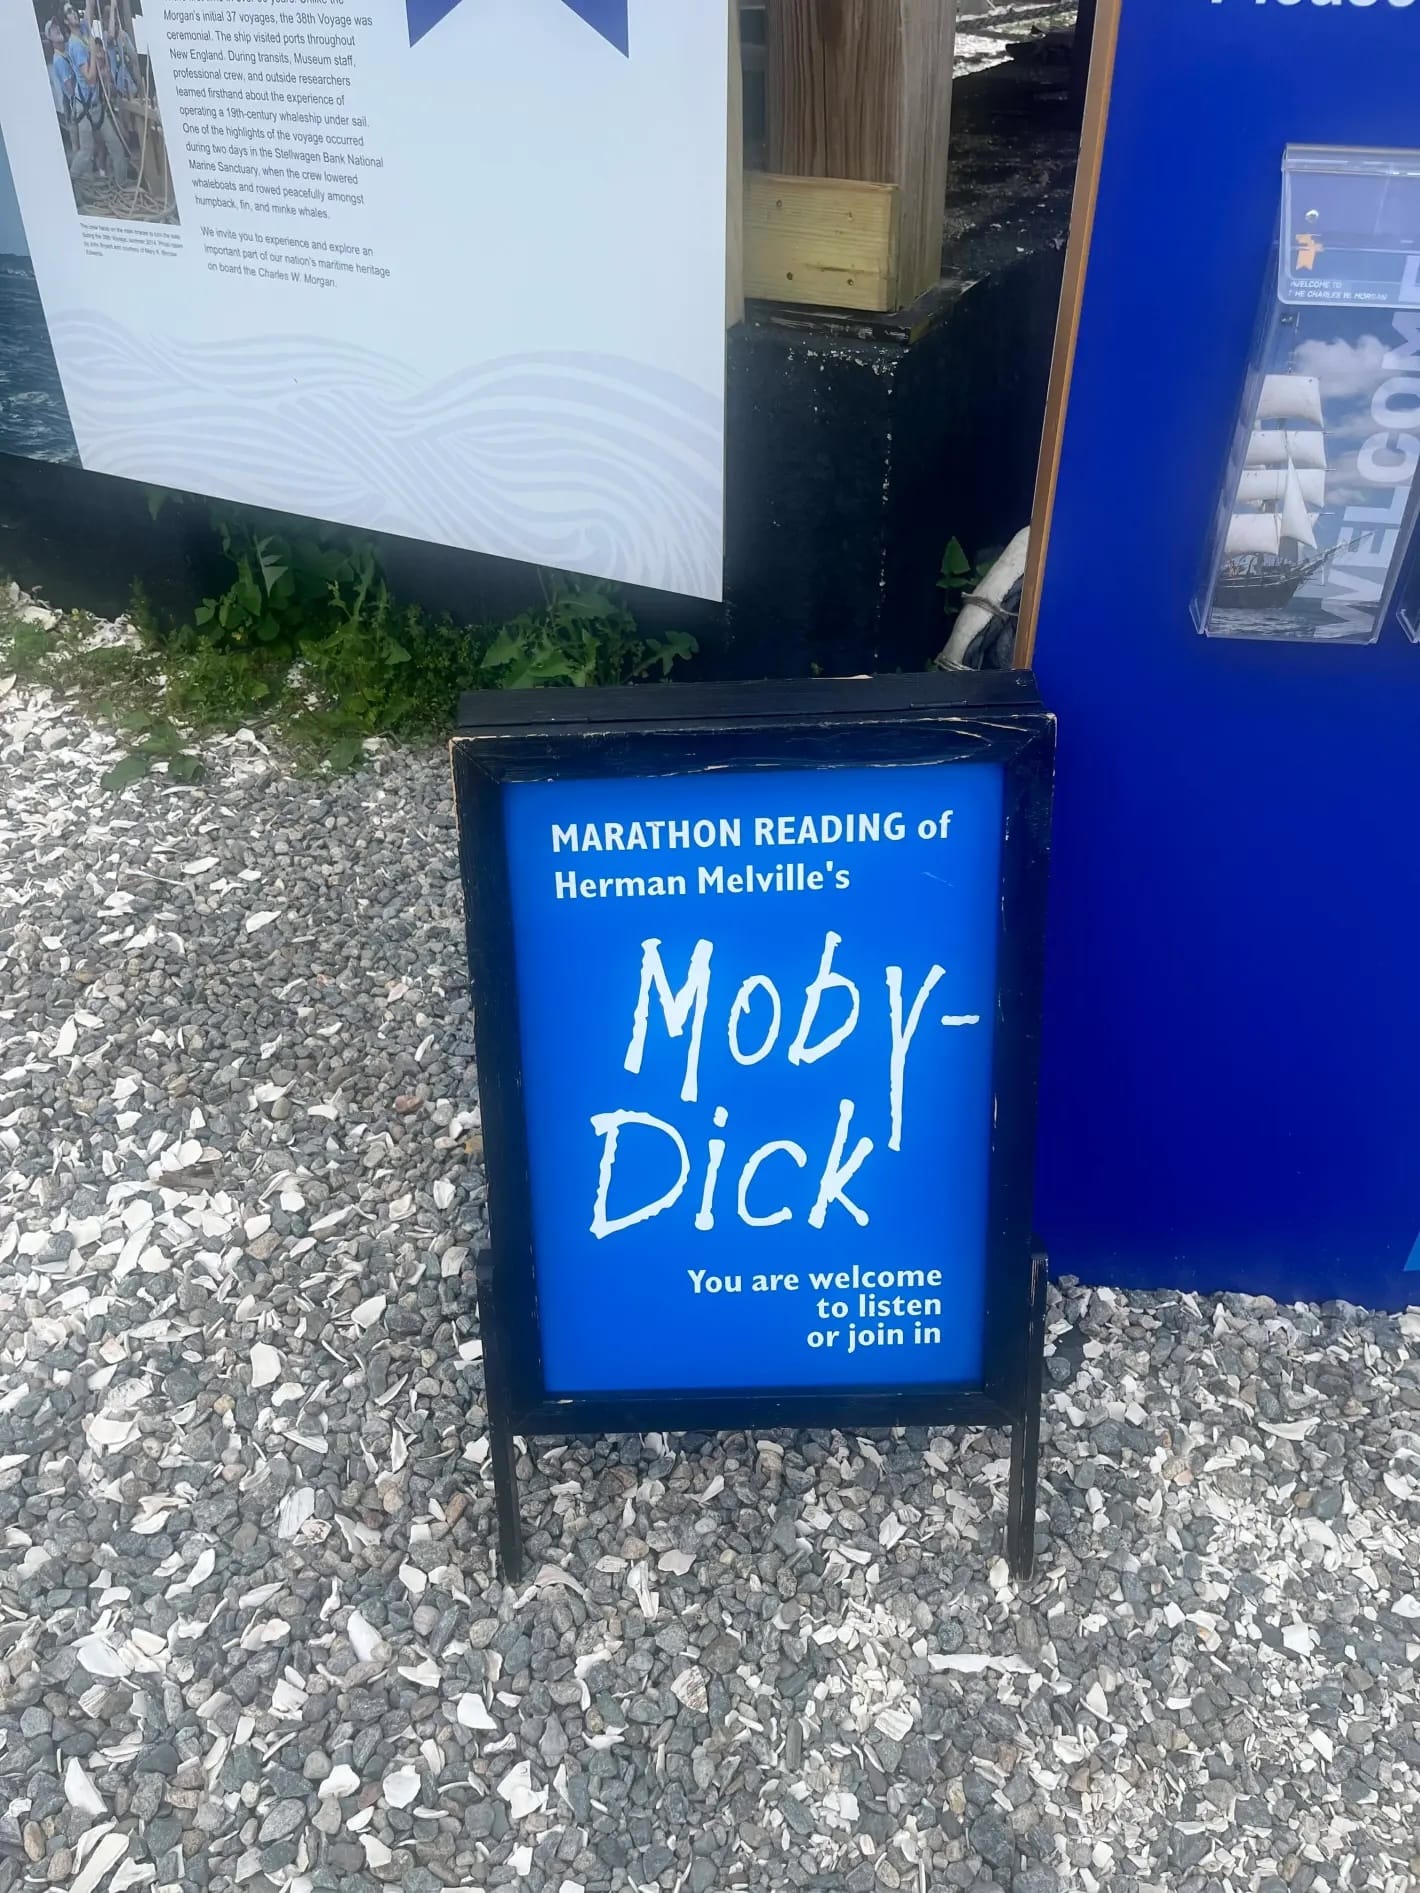 Morgan's initial 37 voyages, the 38th Voyage was
ceremonial. The ship visited ports throughout
New England. During transits, Museum staff,
professional crew, and outside researchers
learned firsthand about the experience of
operating a 19th-century whaleship under sail.
One of the highlights of the voyage occurred
during two days in the Stellwagen Bank National
Marine Sanctuary, when the crew lowered
whaleboats and rowed peacefully amongst
humpback, fin, and minke whales.
We invite you to experience and explore an
important part of our nation's maritime heritage
on board the Charles W. Morgan.
WELCOME TO
THE CHARLES W. MORGAN
WELCOME
MARATHON READING of
Herman Melville's
Moby-
Dick
You are welcome
to listen
or join in